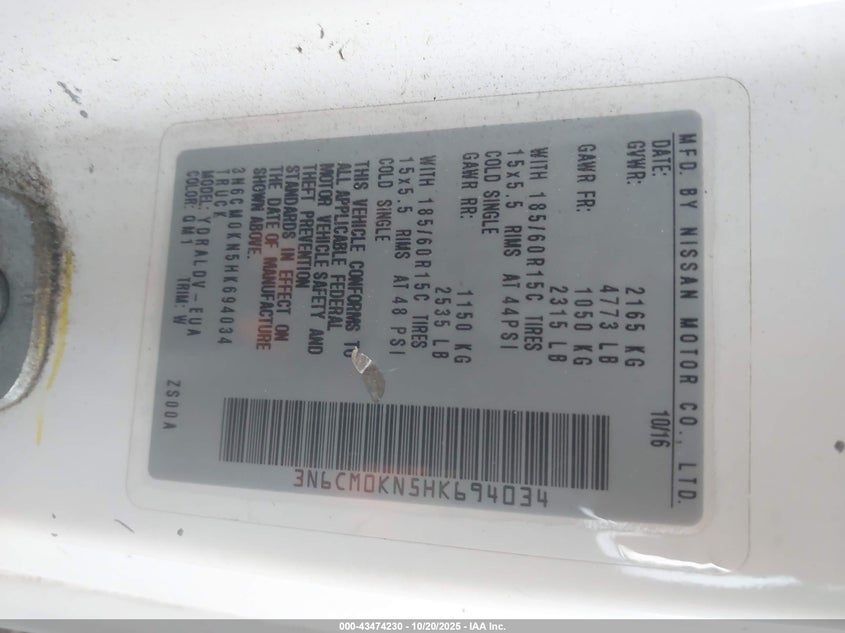 MFD. BY NISSAN MOTOR CO., LTD.
DATE: 10/16
GVWR: 2165 KG
4773 LB
GAWR FR: 1050 KG
2315 LB
WITH 185/60R15C TIRES
15x5.5 RIMS AT 44PSI
COLD SINGLE
GAWR RR: 1150 KG
2535 LB
WITH 185/60R15C TIRES
15x5.5 RIMS AT 48 PSI
COLD SINGLE
THIS VEHICLE CONFORMS TO
ALL APPLICABLE FEDERAL
MOTOR VEHICLE SAFETY AND
THEFT PREVENTION
STANDARDS IN EFFECT ON
THE DATE OF MANUFACTURE
SHOWN ABOVE.
3N6CM0KN5HK694034
TRUCK
MODEL: YDRALDV-EUA
COLOR: QM1 TRIM: W
ZS00A
3N6CM0KN5HK694034
000-43474230 - 10/20/2025 - IAA Inc.